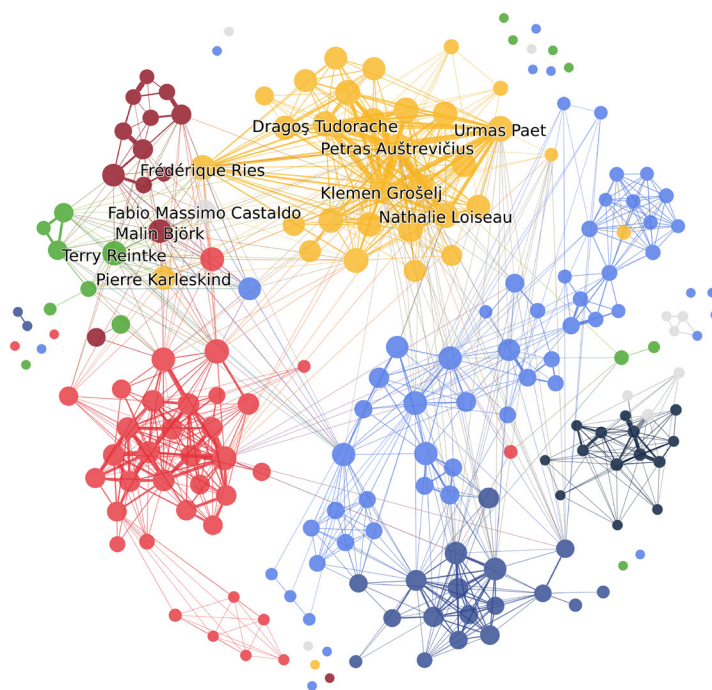 Dragoş Tudorache
Urmas Paet
Petras Auštrevičius
Frédérique Ries
Klemen Grošelj
Fabio Massimo Castaldo
Nathalie Loiseau
Malin Björk
Terry Reintke
Pierre Karleskind